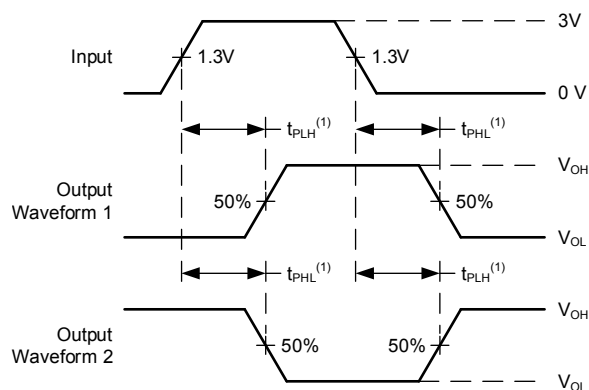 3V
Input
1.3V
1.3V
0 V
tPLH(1)
tPHL(1)
VOH
Output
Waveform 1
50%
50%
VOL
tPHL(1)
tPLH(1)
VOH
Output
Waveform 2
50%
50%
VOL